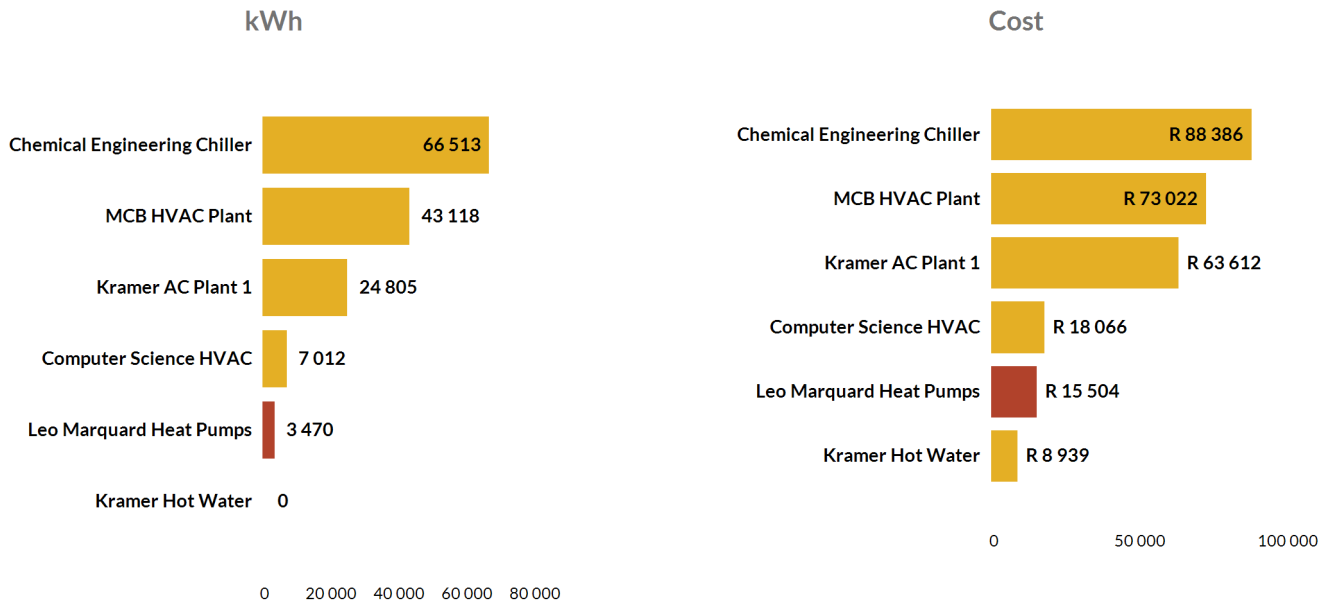 kWh
Chemical Engineering Chiller 66 513
MCB HVAC Plant 43 118
Kramer AC Plant 1 24 805
Computer Science HVAC 7 012
Leo Marquard Heat Pumps 3 470
Kramer Hot Water 0
0 20 000 40 000 60 000 80 000
Cost
Chemical Engineering Chiller R 88 386
MCB HVAC Plant R 73 022
Kramer AC Plant 1 R 63 612
Computer Science HVAC R 18 066
Leo Marquard Heat Pumps R 15 504
Kramer Hot Water R 8 939
0 50 000 100 000